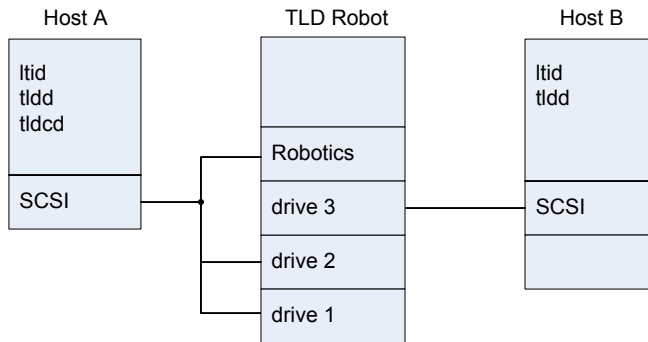 Host A
TLD Robot
Host B
ltid
tldd
tldcd
SCSI
Robotics
drive 3
drive 2
drive 1
ltid
tldd
SCSI